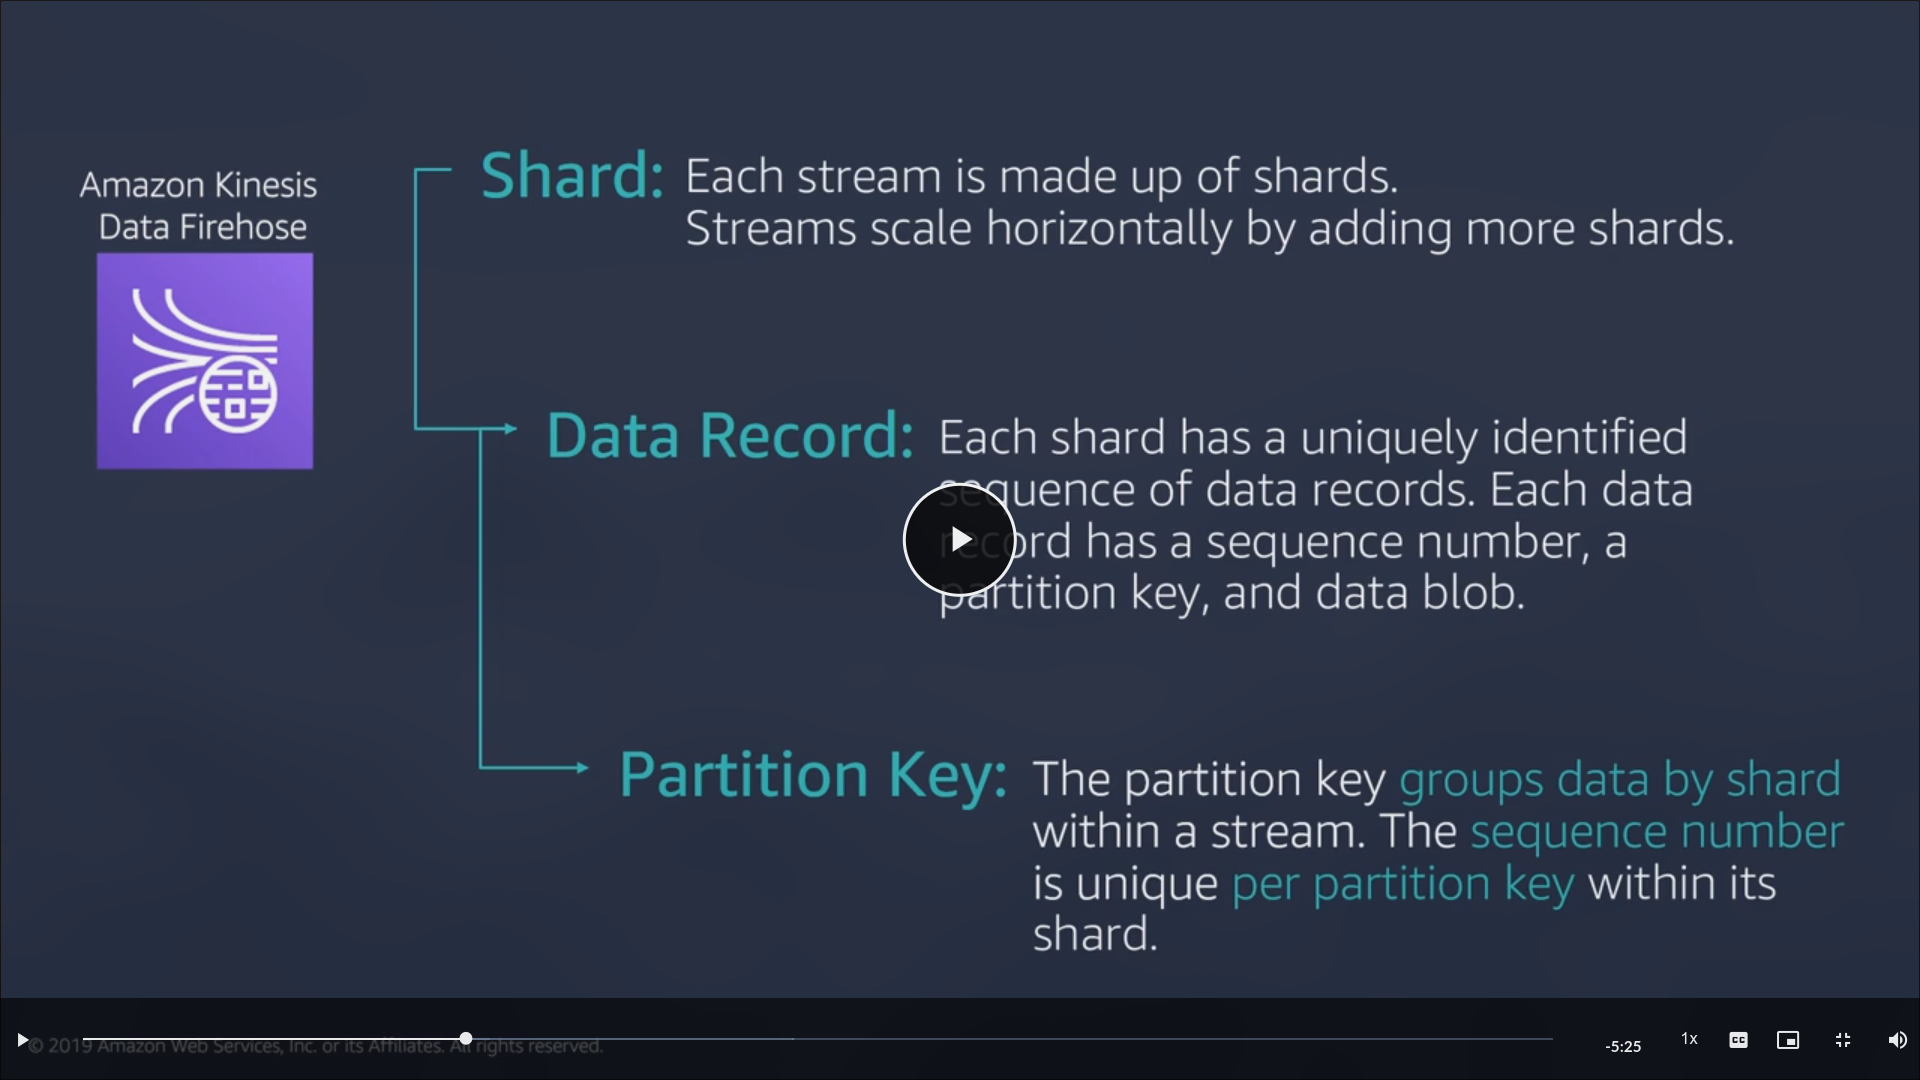 Amazon Kinesis
Data Firehose
Shard: Each stream is made up of shards.
Streams scale horizontally by adding more shards.
Data Record: Each shard has a uniquely identified
sequence of data records. Each data
record has a sequence number, a
partition key, and data blob.
Partition Key: The partition key groups data by shard
within a stream. The sequence number
is unique per partition key within its
shard.
© 2019 Amazon Web Services, Inc. or its Affiliates. All rights reserved.
-5:25
1x
CC